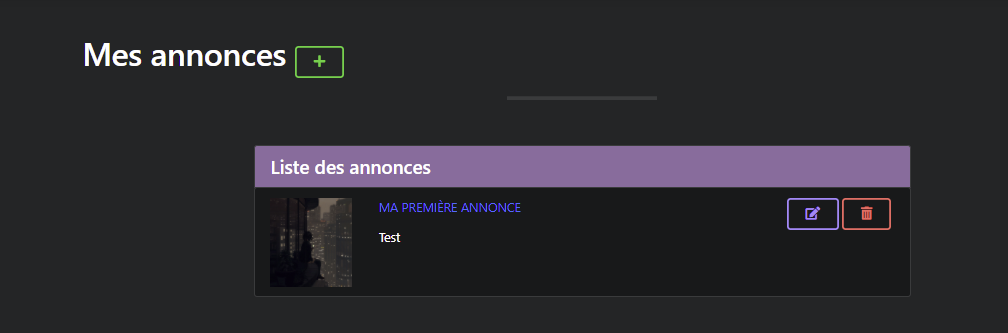 Mes annonces
Liste des annonces
MA PREMIÈRE ANNONCE
Test